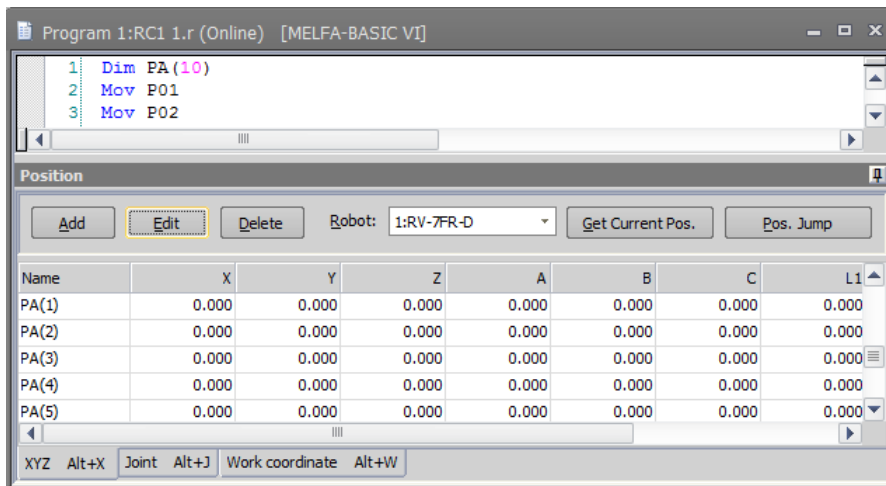 Program 1:RC1 1.r (Online) [MELFA-BASIC VI]
1 Dim PA(10)
2 Mov P01
3 Mov P02
Position
Add Edit Delete Robot: 1:RV-7FR-D Get Current Pos. Pos. Jump
Name X Y Z A B C L1
PA(1) 0.000 0.000 0.000 0.000 0.000 0.000 0.000
PA(2) 0.000 0.000 0.000 0.000 0.000 0.000 0.000
PA(3) 0.000 0.000 0.000 0.000 0.000 0.000 0.000
PA(4) 0.000 0.000 0.000 0.000 0.000 0.000 0.000
PA(5) 0.000 0.000 0.000 0.000 0.000 0.000 0.000
XYZ Alt+X Joint Alt+J Work coordinate Alt+W